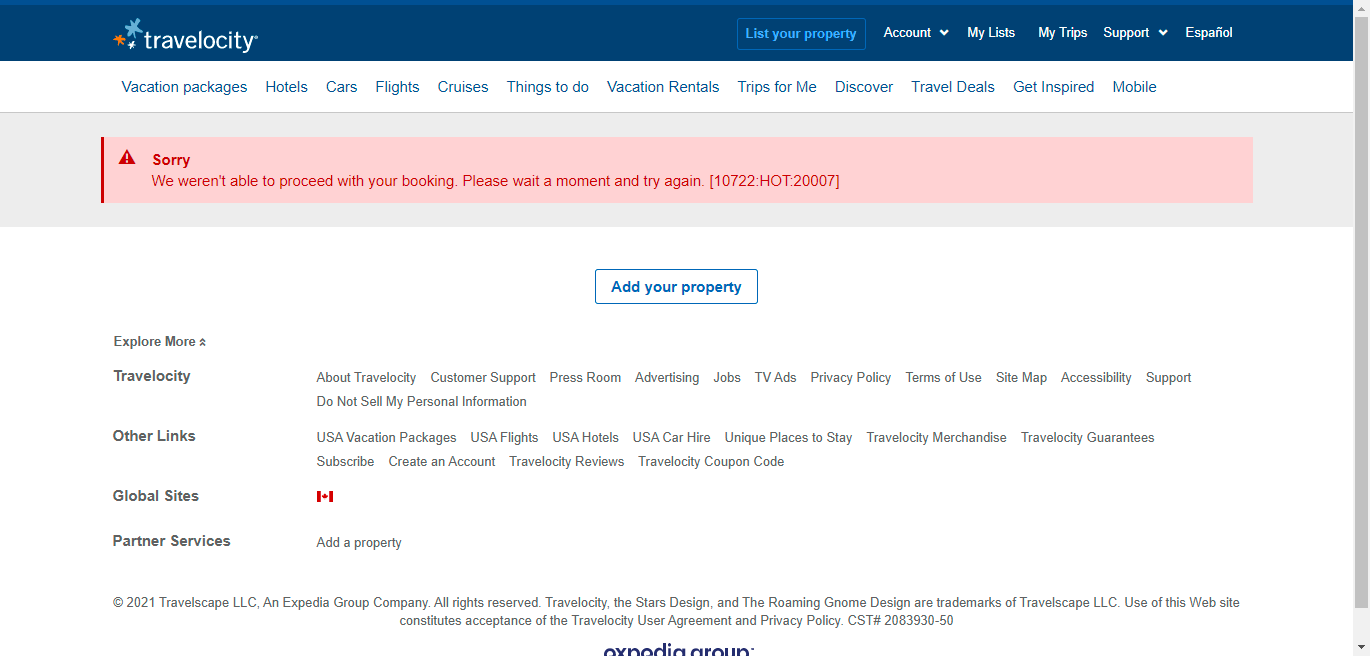 travelocity
List your property Account My Lists My Trips Support Español
Vacation packages Hotels Cars Flights Cruises Things to do Vacation Rentals Trips for Me Discover Travel Deals Get Inspired Mobile
Sorry
We weren't able to proceed with your booking. Please wait a moment and try again. [10722:HOT:20007]
Add your property
Explore More
Travelocity About Travelocity Customer Support Press Room Advertising Jobs TV Ads Privacy Policy Terms of Use Site Map Accessibility Support
Do Not Sell My Personal Information
Other Links USA Vacation Packages USA Flights USA Hotels USA Car Hire Unique Places to Stay Travelocity Merchandise Travelocity Guarantees
Subscribe Create an Account Travelocity Reviews Travelocity Coupon Code
Global Sites
Partner Services Add a property
© 2021 Travelscape LLC, An Expedia Group Company. All rights reserved. Travelocity, the Stars Design, and The Roaming Gnome Design are trademarks of Travelscape LLC. Use of this Web site
constitutes acceptance of the Travelocity User Agreement and Privacy Policy. CST# 2083930-50
expedia group